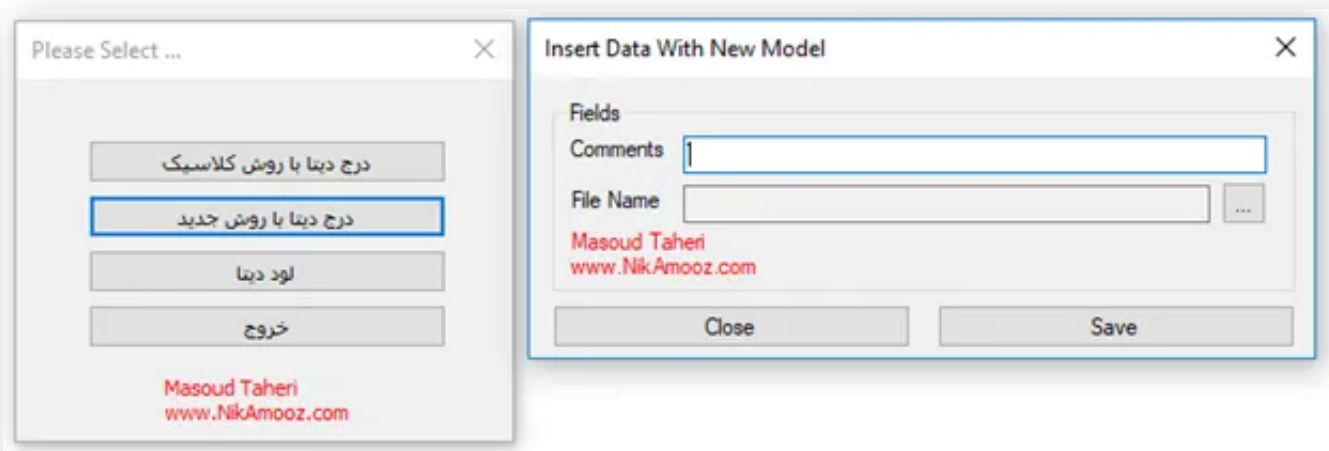 Please Select ...
درج دیتا با روش کلاسیک
درج دیتا با روش جدید
لود دیتا
خروج
Masoud Taheri
www.NikAmooz.com
Insert Data With New Model
Fields
Comments
File Name
...
Masoud Taheri
www.NikAmooz.com
Close
Save